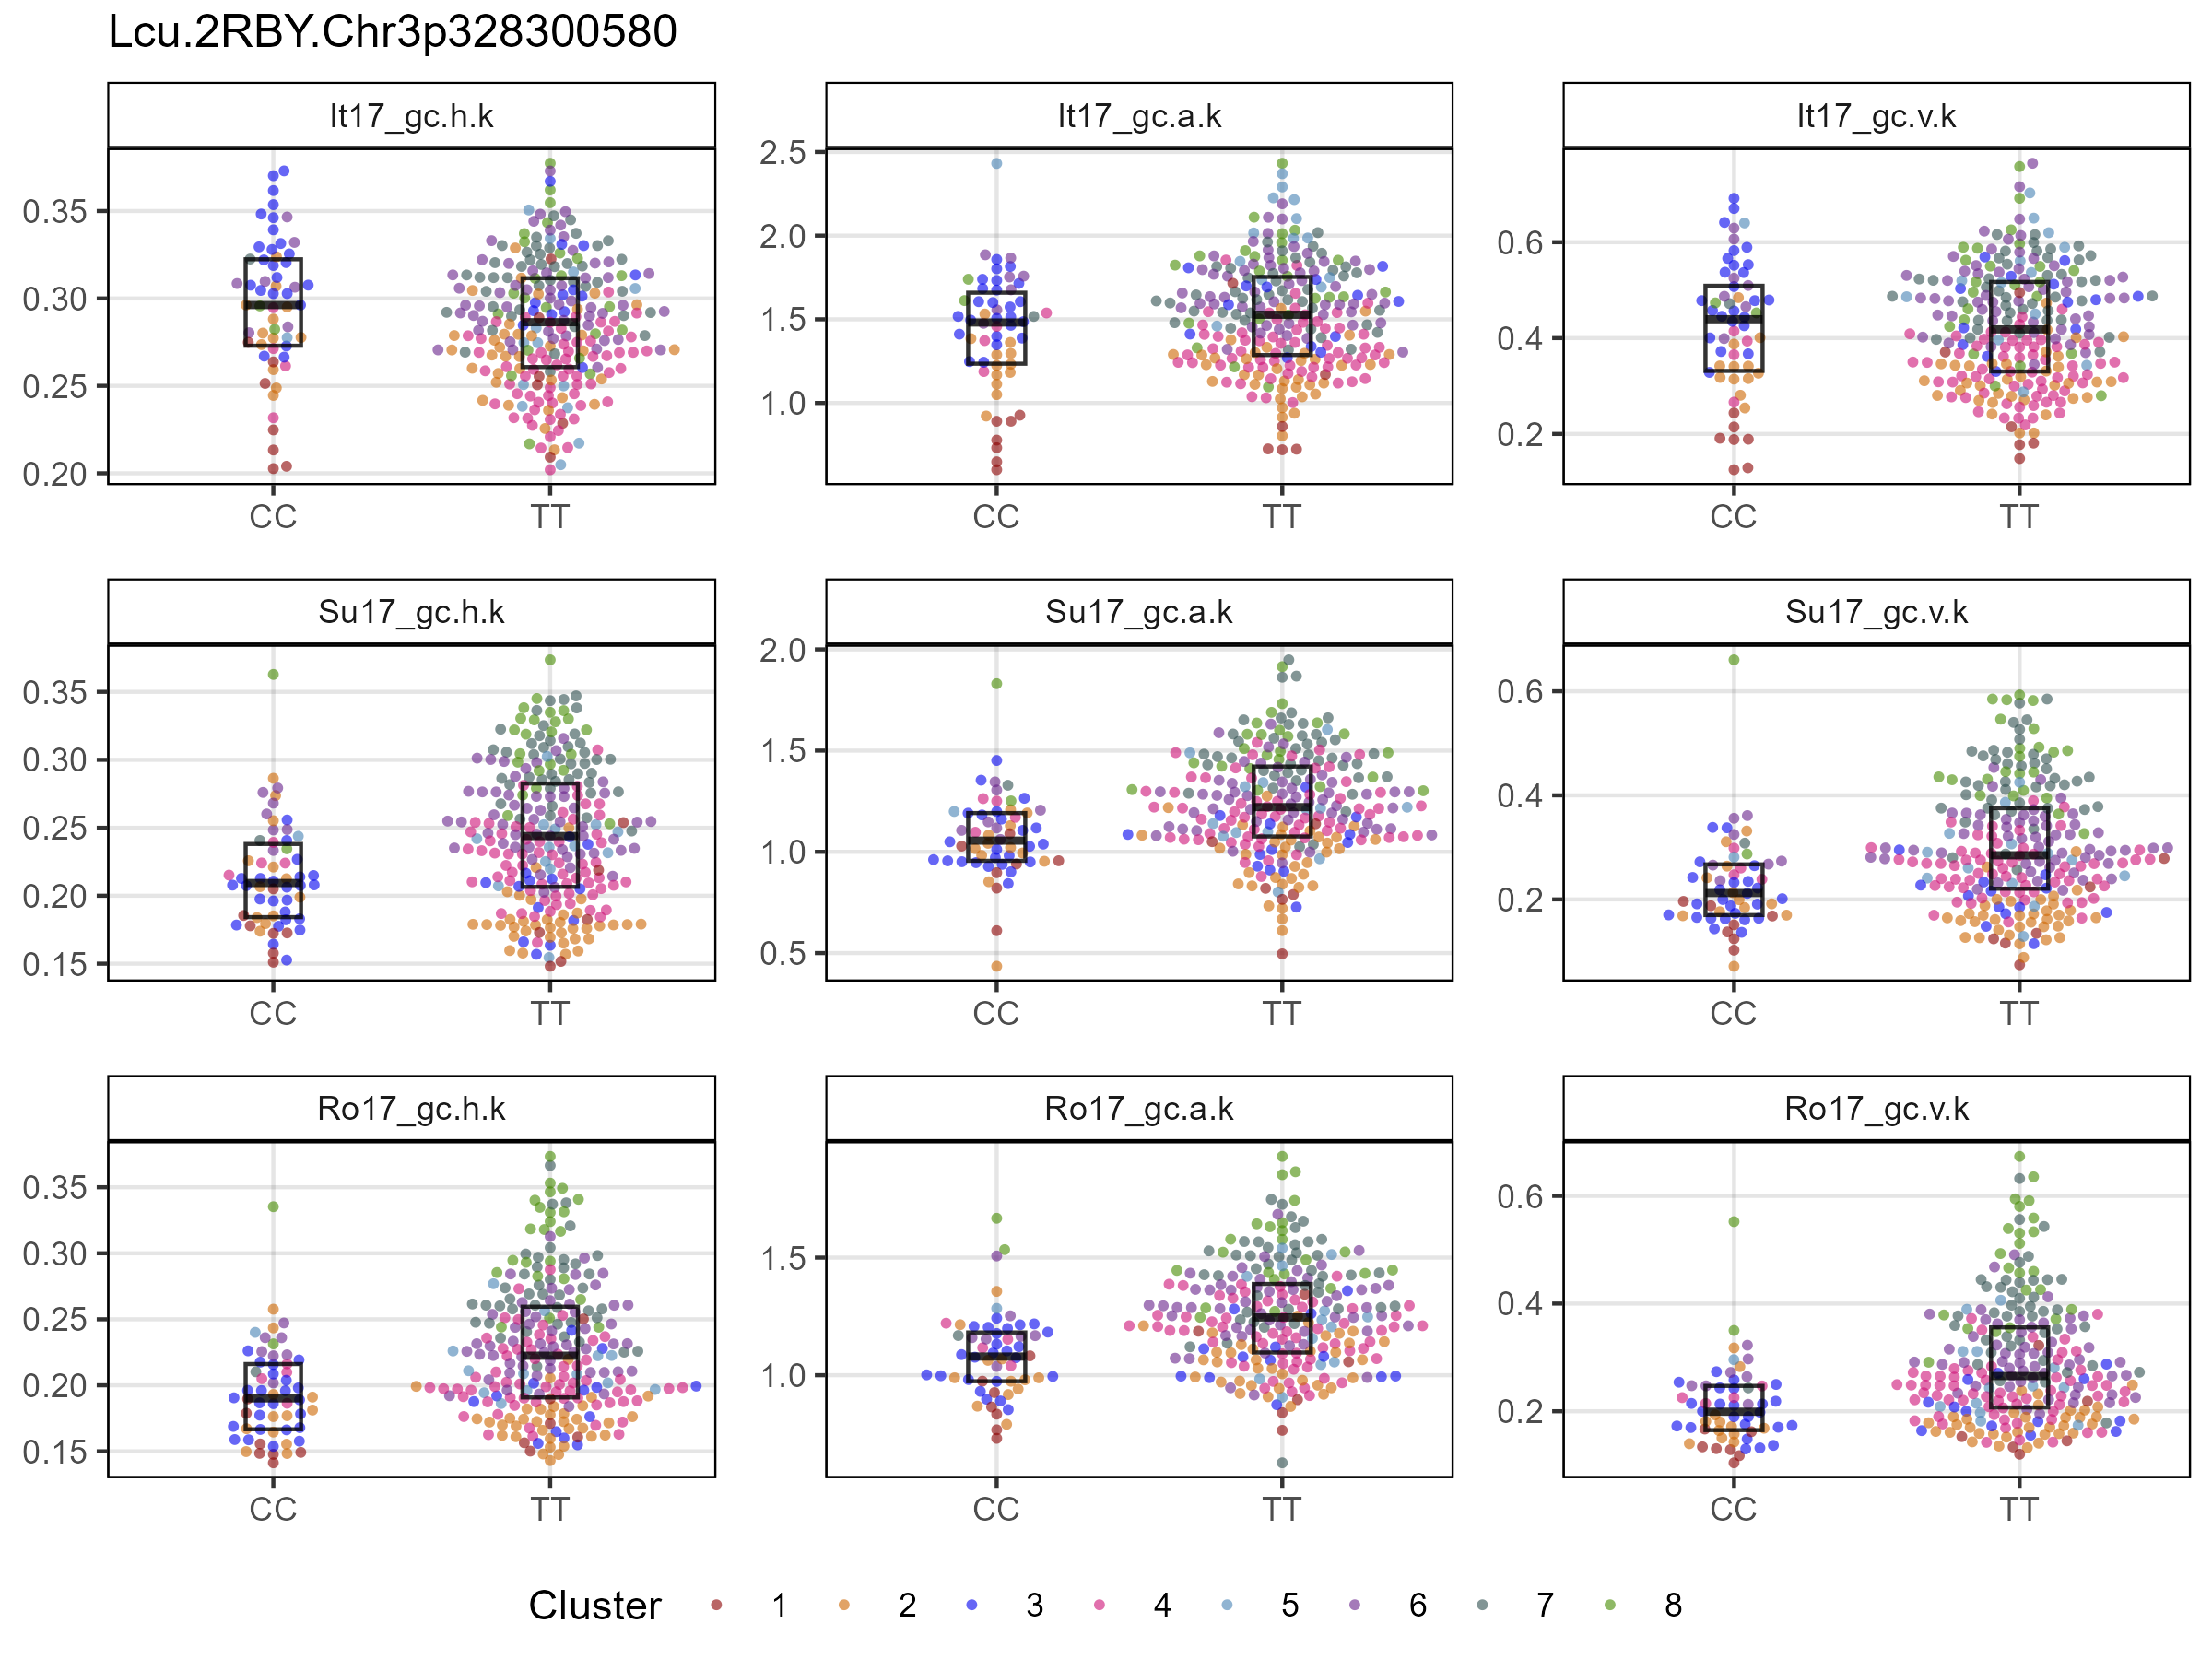 Lcu.2RBY.Chr3p328300580
It17_gc.h.k
It17_gc.a.k
It17_gc.v.k
0.35
0.30
0.25
0.20
CC
TT
2.5
2.0
1.5
1.0
CC
TT
0.6
0.4
0.2
CC
TT
Su17_gc.h.k
Su17_gc.a.k
Su17_gc.v.k
0.35
0.30
0.25
0.20
0.15
CC
TT
2.0
1.5
1.0
0.5
CC
TT
0.6
0.4
0.2
CC
TT
Ro17_gc.h.k
Ro17_gc.a.k
Ro17_gc.v.k
0.35
0.30
0.25
0.20
0.15
CC
TT
1.5
1.0
CC
TT
0.6
0.4
0.2
CC
TT
Cluster 1 2 3 4 5 6 7 8